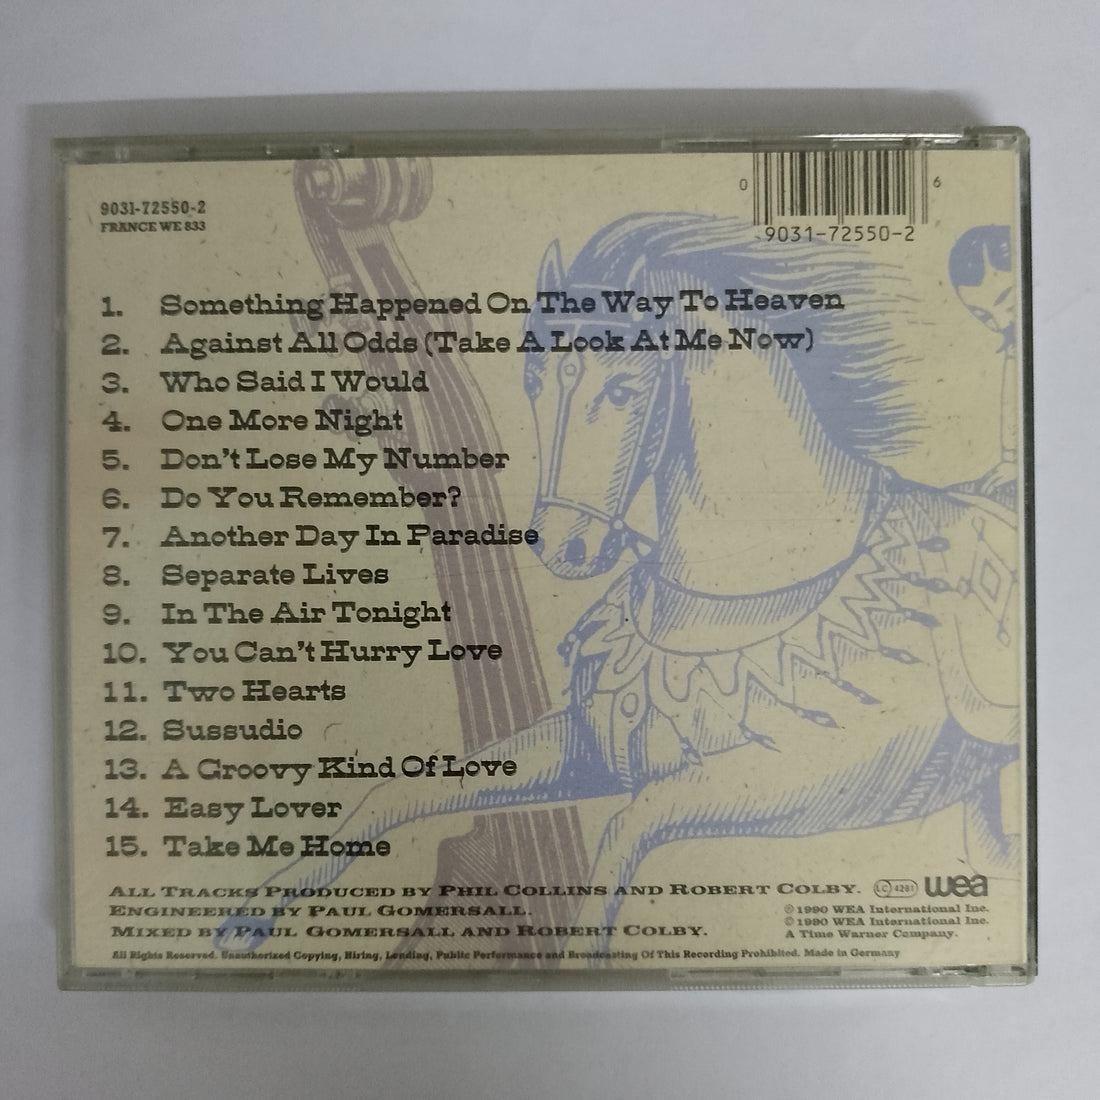 0 6
9031-72550-2
9031-72550-2
FRANCE WE 833
1. Something Happened On The Way To Heaven
2. Against All Odds (Take A Look At Me Now)
3. Who Said I Would
4. One More Night
5. Don't Lose My Number
6. Do You Remember?
7. Another Day In Paradise
8. Separate Lives
9. In The Air Tonight
10. You Can't Hurry Love
11. Two Hearts
12. Sussudio
13. A Groovy Kind Of Love
14. Easy Lover
15. Take Me Home
All Tracks Produced by Phil Collins and Robert Colby.
LC 4281 wea
Engineered by Paul Gomersall.
℗ 1990 WEA International Inc.
© 1990 WEA International Inc.
Mixed by Paul Gomersall and Robert Colby.
A Time Warner Company.
All Rights Reserved. Unauthorized Copying, Hiring, Lending, Public Performance and Broadcasting Of This Recording Prohibited. Made in Germany